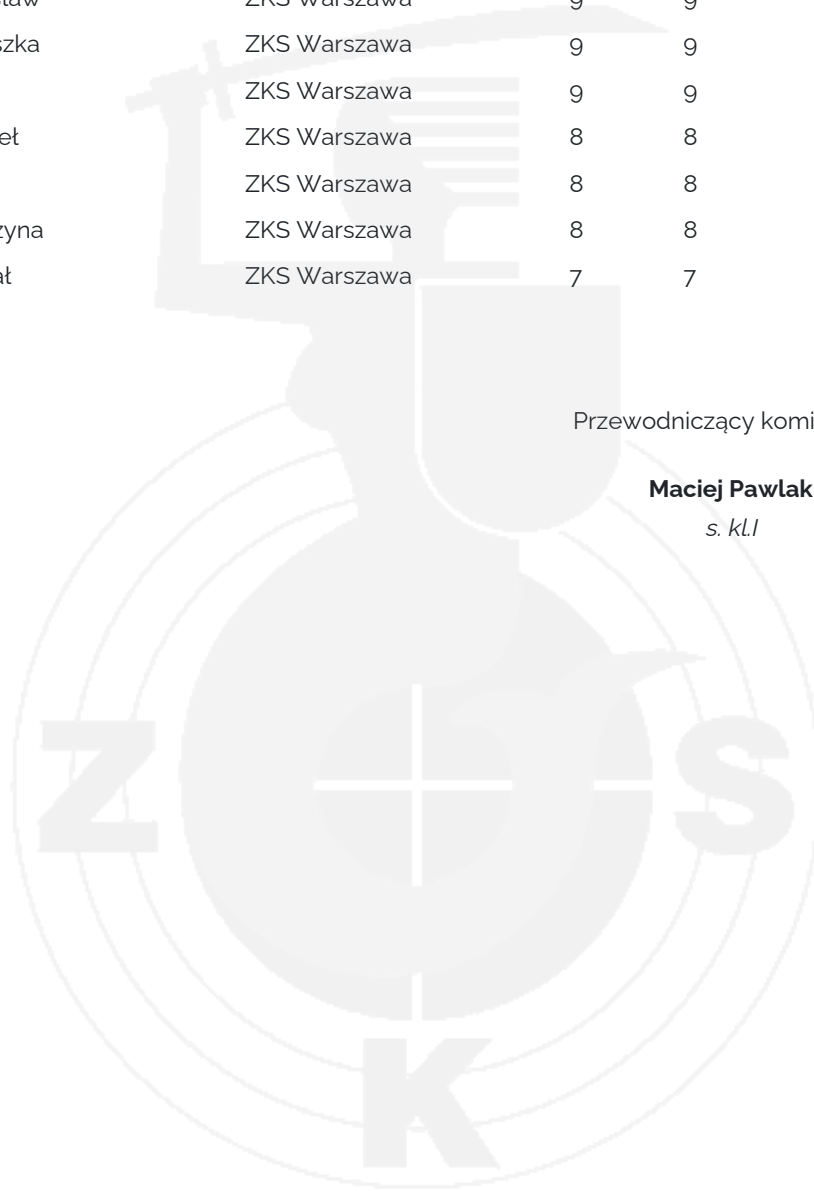 sław ZKS Warszawa 9 9
szka ZKS Warszawa 9 9
ZKS Warszawa 9 9
eł ZKS Warszawa 8 8
ZKS Warszawa 8 8
zyna ZKS Warszawa 8 8
ał ZKS Warszawa 7 7
Przewodniczący komi
Maciej Pawlak
s. kl.I
Z S
K